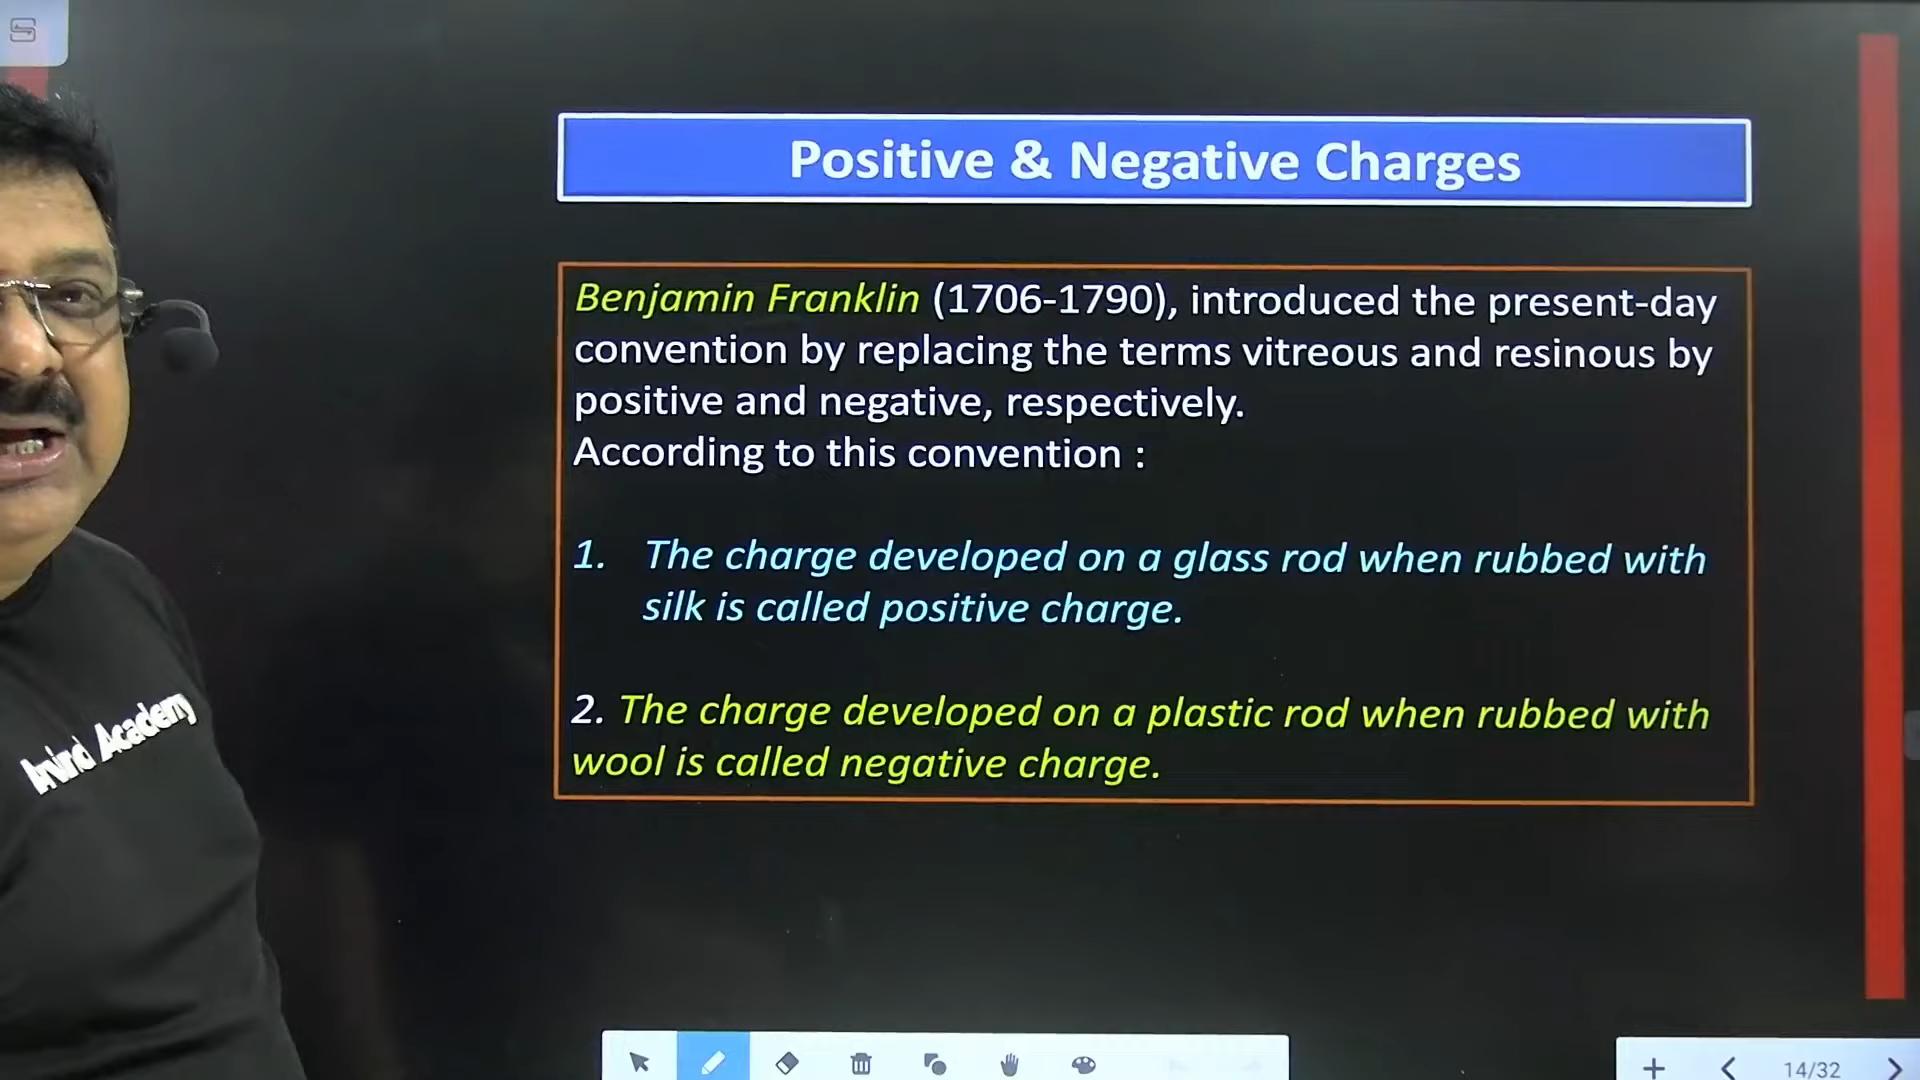 Positive & Negative Charges
Benjamin Franklin (1706-1790), introduced the present-day
convention by replacing the terms vitreous and resinous by
positive and negative, respectively.
According to this convention :
1. The charge developed on a glass rod when rubbed with
silk is called positive charge.
2. The charge developed on a plastic rod when rubbed with
wool is called negative charge.
Arvind Academy
14/32